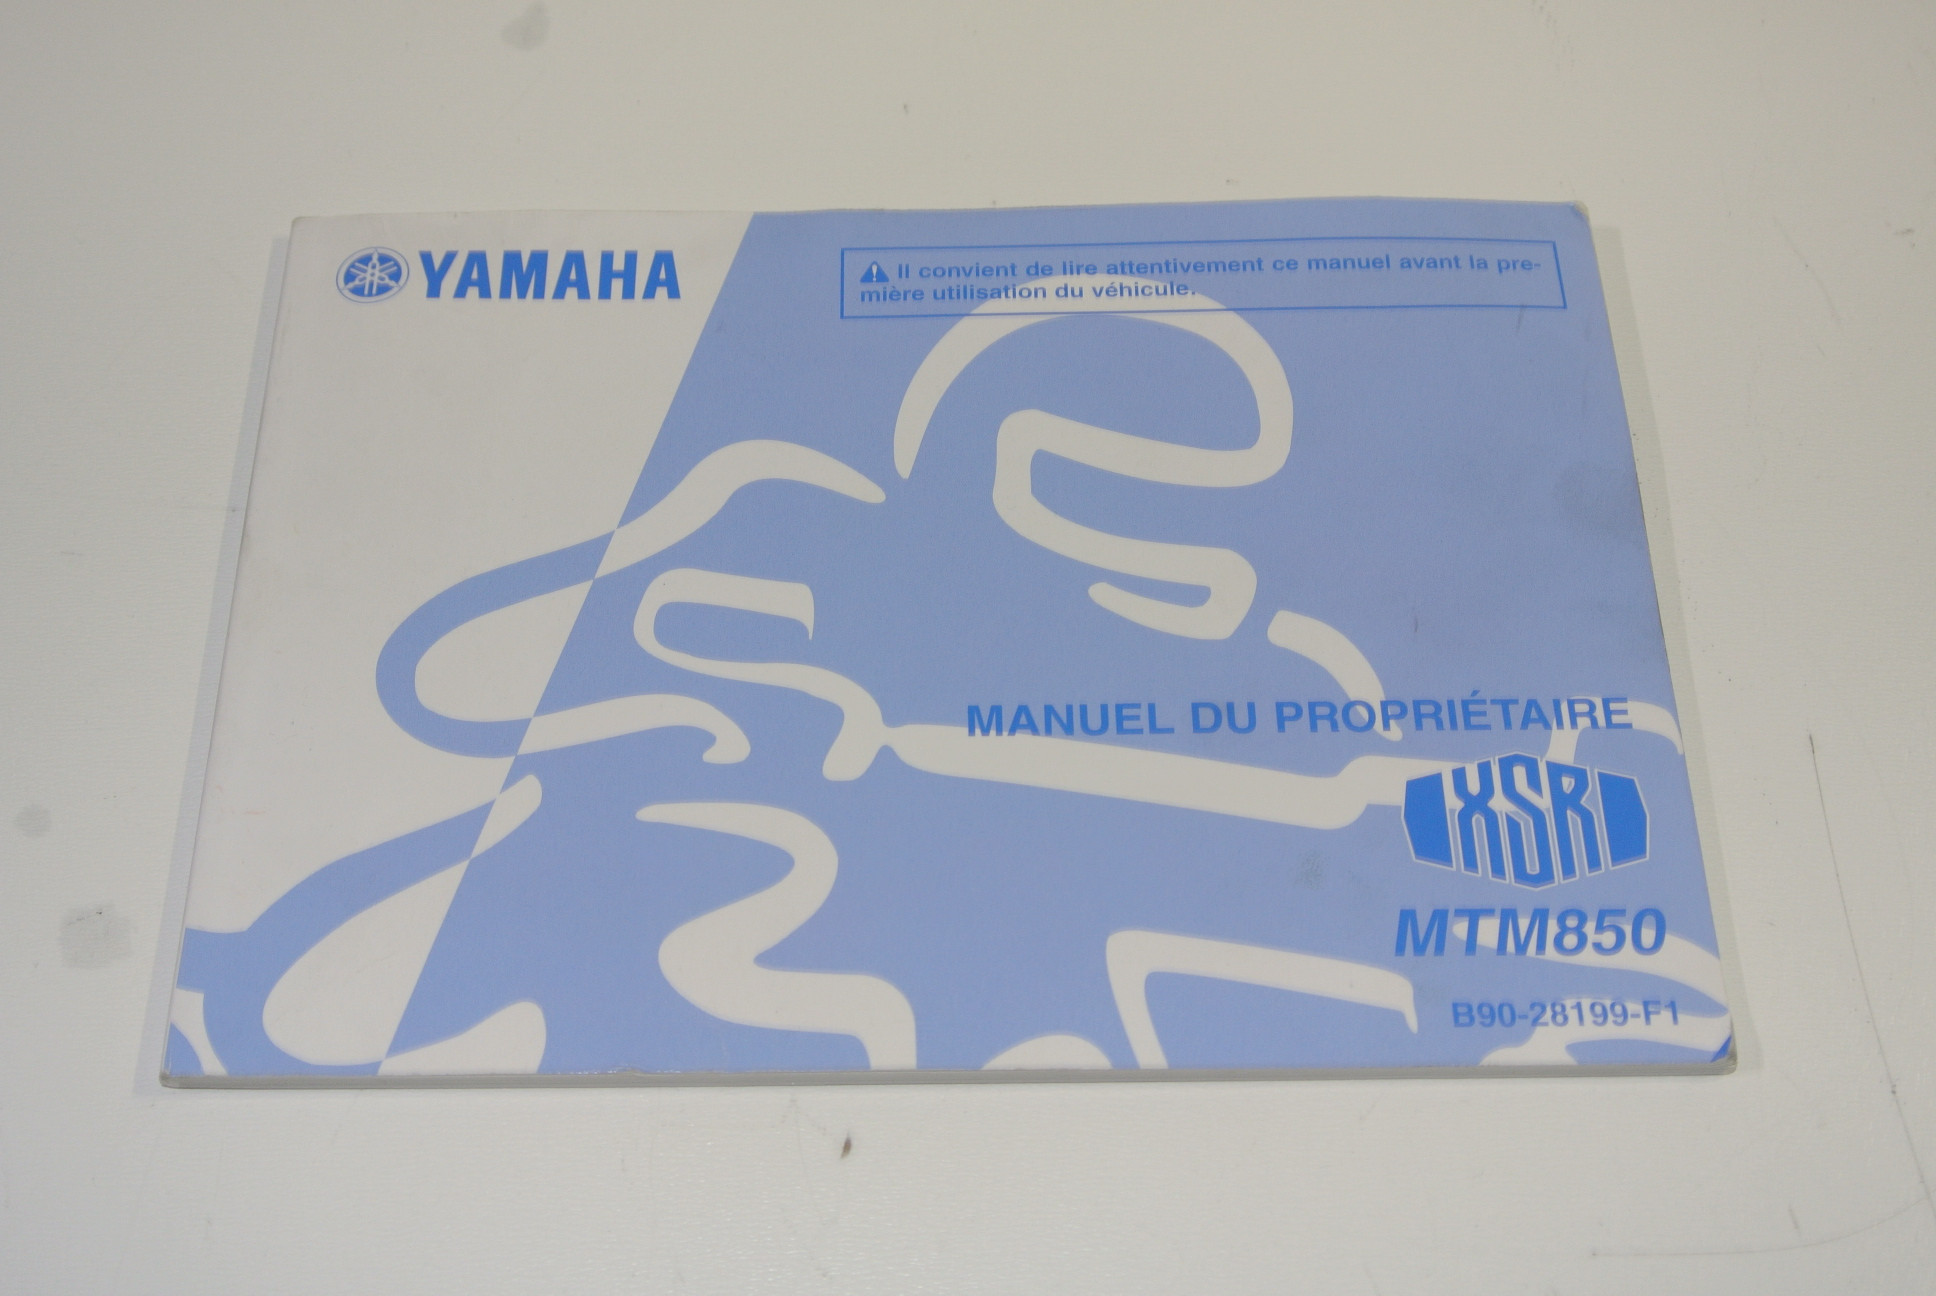 YAMAHA
Il convient de lire attentivement ce manuel avant la pre-
mière utilisation du véhicule.
MANUEL DU PROPRIÉTAIRE
XSR
MTM850
B90-28199-F1